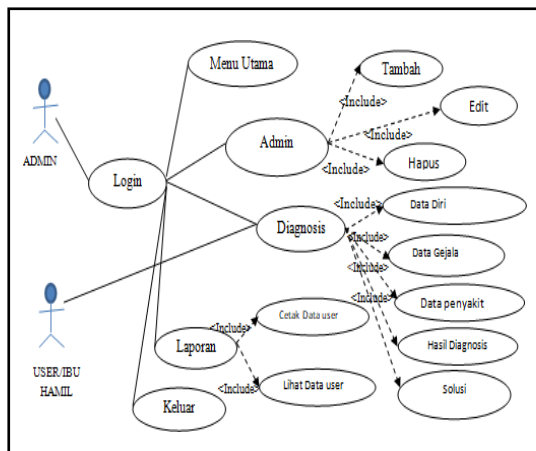 Menu Utama
Tambah
<Include>
Edit
ADMIN
Admin
<Include>
<Include>
Hapus
Login
<Include>
Data Diri
Diagnosis
<Include>
Data Gejala
<Include>
<Include>
Data penyakit
USER/IBU
HAMIL
Cetak Data user
<Include>
Laporan
Hasil Diagnosis
<Include>
Lihat Data user
Solusi
Keluar